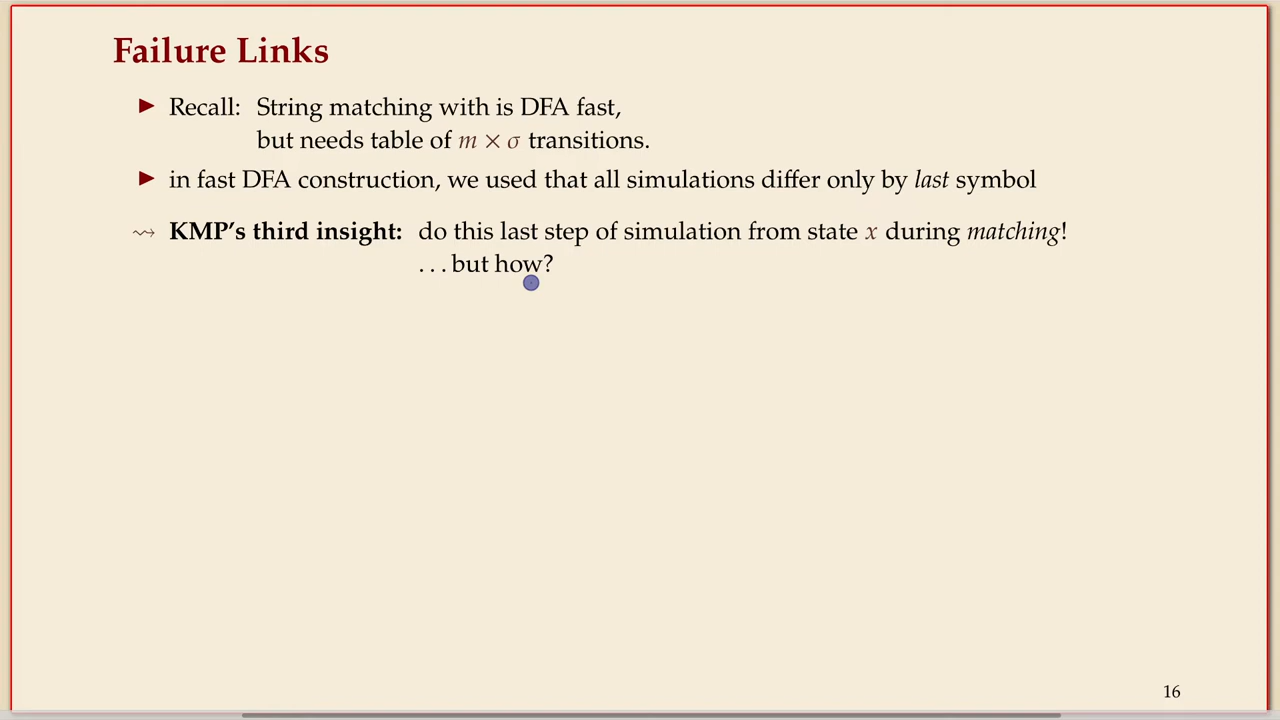 Failure Links
▶ Recall: String matching with is DFA fast,
but needs table of m × σ transitions.
▶ in fast DFA construction, we used that all simulations differ only by last symbol
⇝ KMP's third insight: do this last step of simulation from state x during matching!
...but how?
16